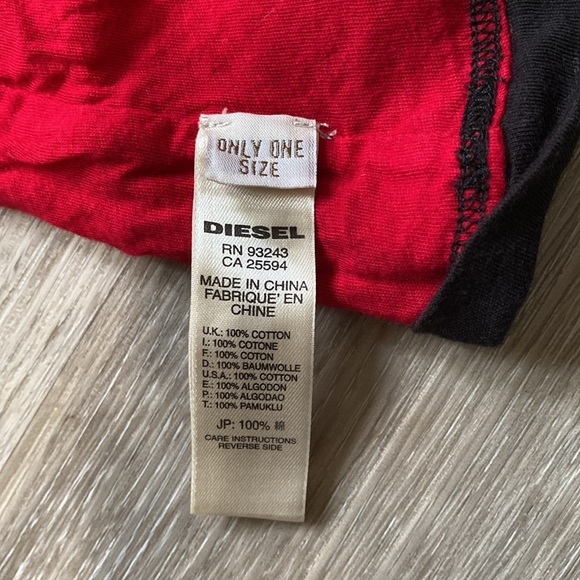 ONLY ONE
SIZE
DIESEL
RN 93243
CA 25594
MADE IN CHINA
FABRIQUE' EN
CHINE
U.K.: 100% COTTON
I.: 100% COTONE
F.: 100% COTON
D.: 100% BAUMWOLLE
U.S.A.: 100% COTTON
E.: 100% ALGODON
P.: 100% ALGODAO
T.: 100% PAMUKLU
JP: 100% 綿
CARE INSTRUCTIONS
REVERSE SIDE